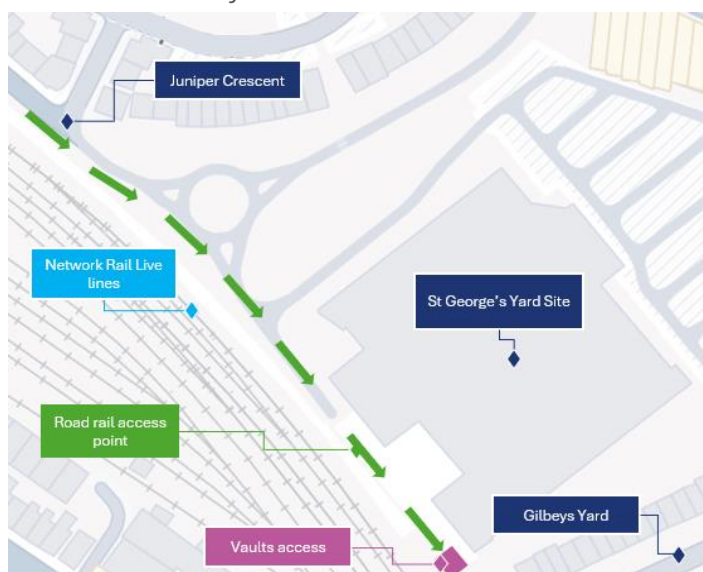 Juniper Crescent
Network Rail Live
lines
St George's Yard Site
Road rail access
point
Gilbeys Yard
Vaults access